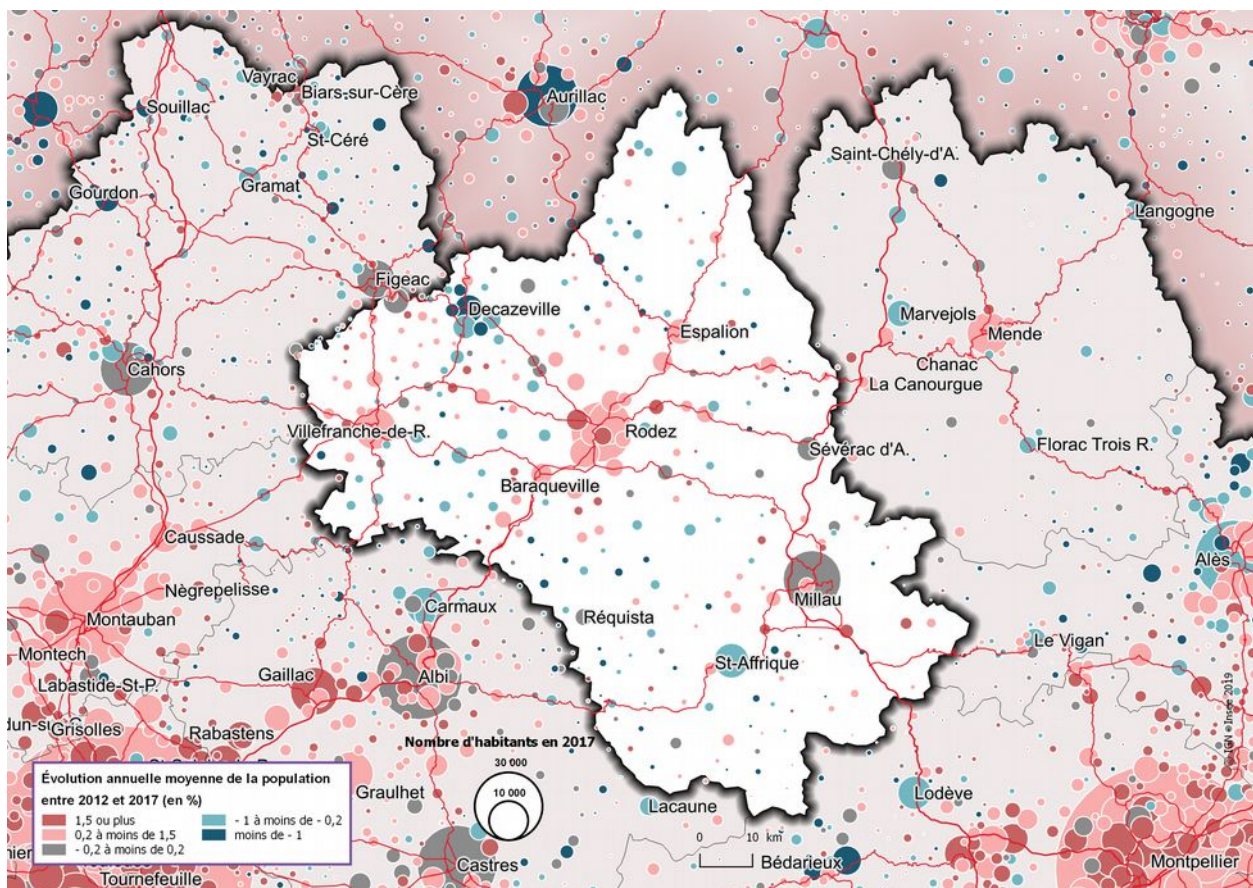 Vayrac
Biars-sur-Cère
Aurillac
Souillac
St-Céré
Saint-Chély-d'A.
Gramat
Gourdon
Langogne
Figeac
Decazeville
Marvejols
Espalion
Mende
Cahors
Chanac
La Canourgue
Villefranche-de-R.
Rodez
Florac Trois R.
Sévérac d'A.
Baraqueville
Caussade
Alès
Nègrepelisse
Carmaux
Millau
Montauban
Réquista
Le Vigan
Montech
St-Affrique
Gaillac
Albi
Labastide-St-P.
Grisolles
Rabastens
Nombre d'habitants en 2017
30 000
10 000
Évolution annuelle moyenne de la population
entre 2012 et 2017 (en %)
1,5 ou plus
0,2 à moins de 1,5
- 0,2 à moins de 0,2
- 1 à moins de - 0,2
moins de - 1
Graulhet
Lacaune
Lodève
0 10 km
Bédarieux
Castres
Montpellier
Tournefeuille
© IGN - Insee 2019